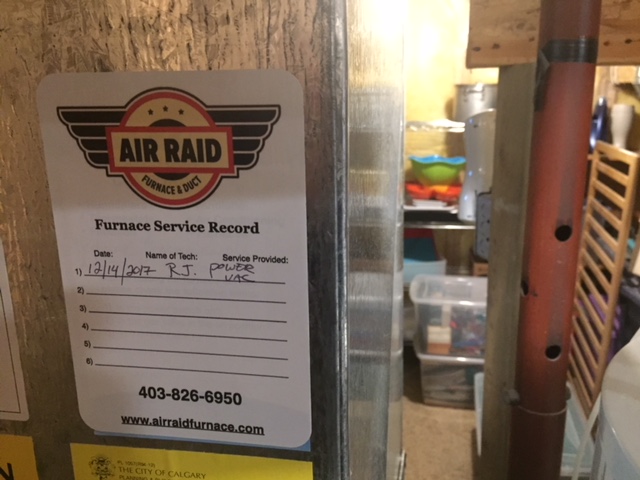 AIR RAID
FURNACE & DUCT
Furnace Service Record
Date: Name of Tech: Service Provided:
1) 12/14/2017 R.J. POWER VAC
2)
3)
4)
5)
6)
403-826-6950
www.airraidfurnace.com
THE CITY OF CALGARY